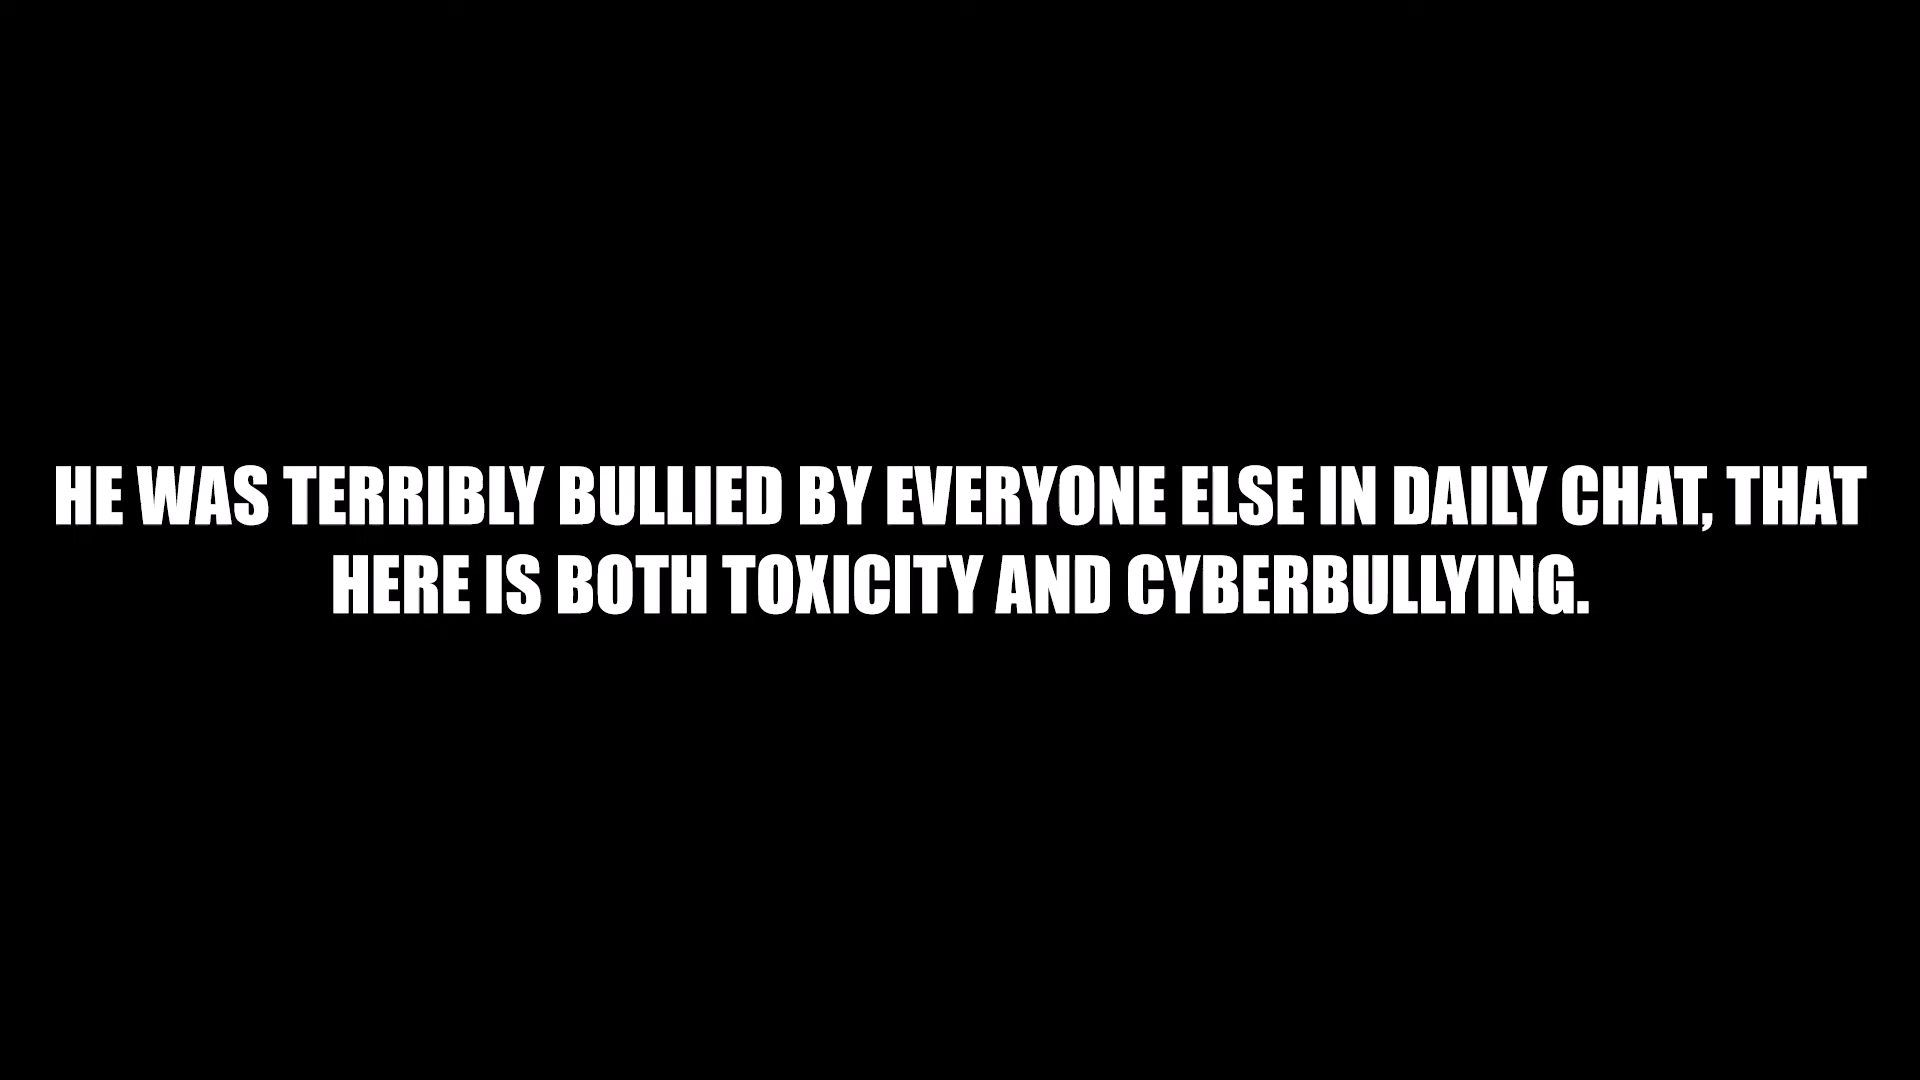 HE WAS TERRIBLY BULLIED BY EVERYONE ELSE IN DAILY CHAT, THAT
HERE IS BOTH TOXICITY AND CYBERBULLYING.